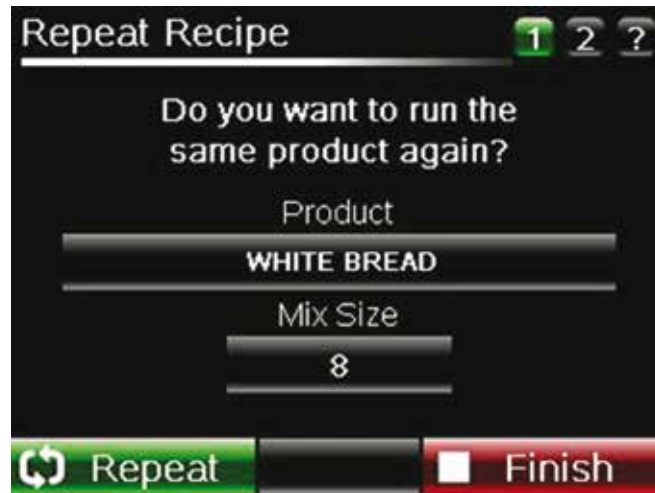 Repeat Recipe 1 2 ?
Do you want to run the
same product again?
Product
WHITE BREAD
Mix Size
8
Repeat Finish